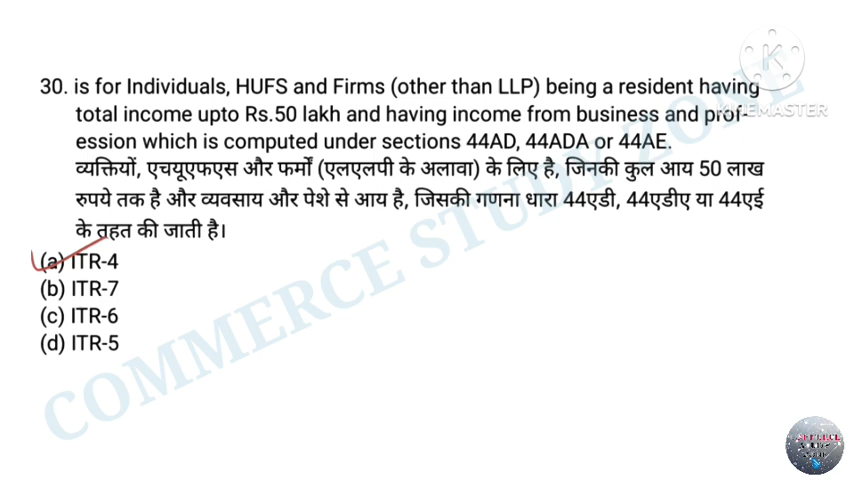 KINEMASTER
30. is for Individuals, HUFS and Firms (other than LLP) being a resident having
total income upto Rs.50 lakh and having income from business and prof-
ession which is computed under sections 44AD, 44ADA or 44AE.
व्यक्तियों, एचयूएफएस और फर्मों (एलएलपी के अलावा) के लिए है, जिनकी कुल आय 50 लाख
रुपये तक है और व्यवसाय और पेशे से आय है, जिसकी गणना धारा 44एडी, 44एडीए या 44एई
के तहत की जाती है।
(a) ITR-4
(b) ITR-7
(c) ITR-6
(d) ITR-5
COMMERCE STUDY ZONE